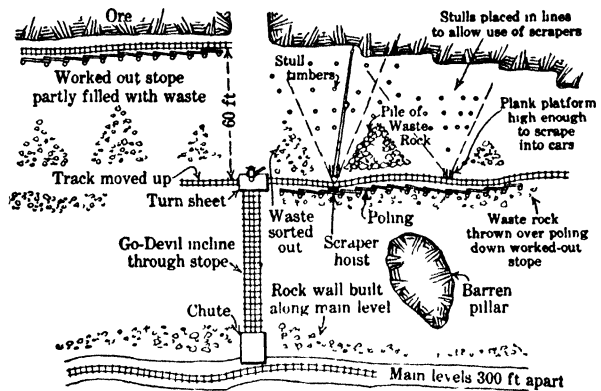 Ore
Stulls placed in lines
to allow use of scrapers
Worked out stope
partly filled with waste
60 ft
Stull
timbers
Pile of
Waste
Rock
Plank platform
high enough
to scrape
into cars
Track moved up
Turn sheet
Waste
sorted
out
Poling
Scraper
hoist
Waste rock
thrown over poling
down worked-out
stope
Go-Devil incline
through stope
Rock wall built
along main level
Barren
pillar
Chute
Main levels 300 ft apart